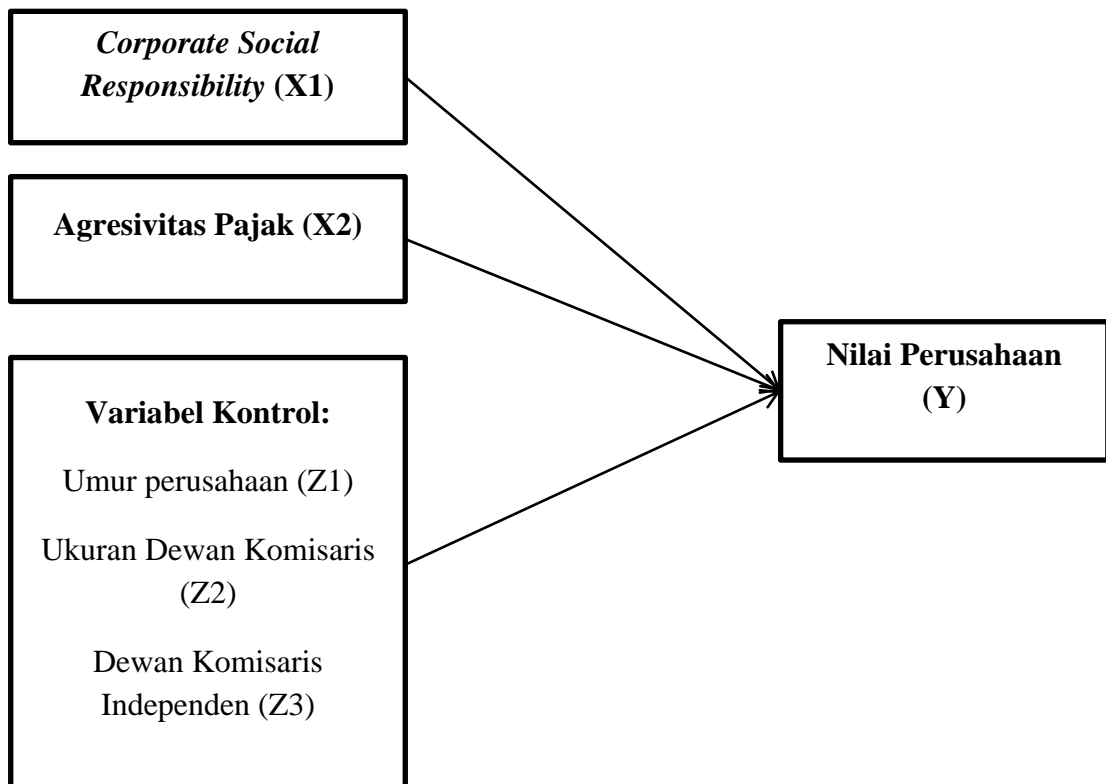 Corporate Social
Responsibility (X1)
Agresivitas Pajak (X2)
Variabel Kontrol:
Umur perusahaan (Z1)
Ukuran Dewan Komisaris
(Z2)
Dewan Komisaris
Independen (Z3)
Nilai Perusahaan
(Y)